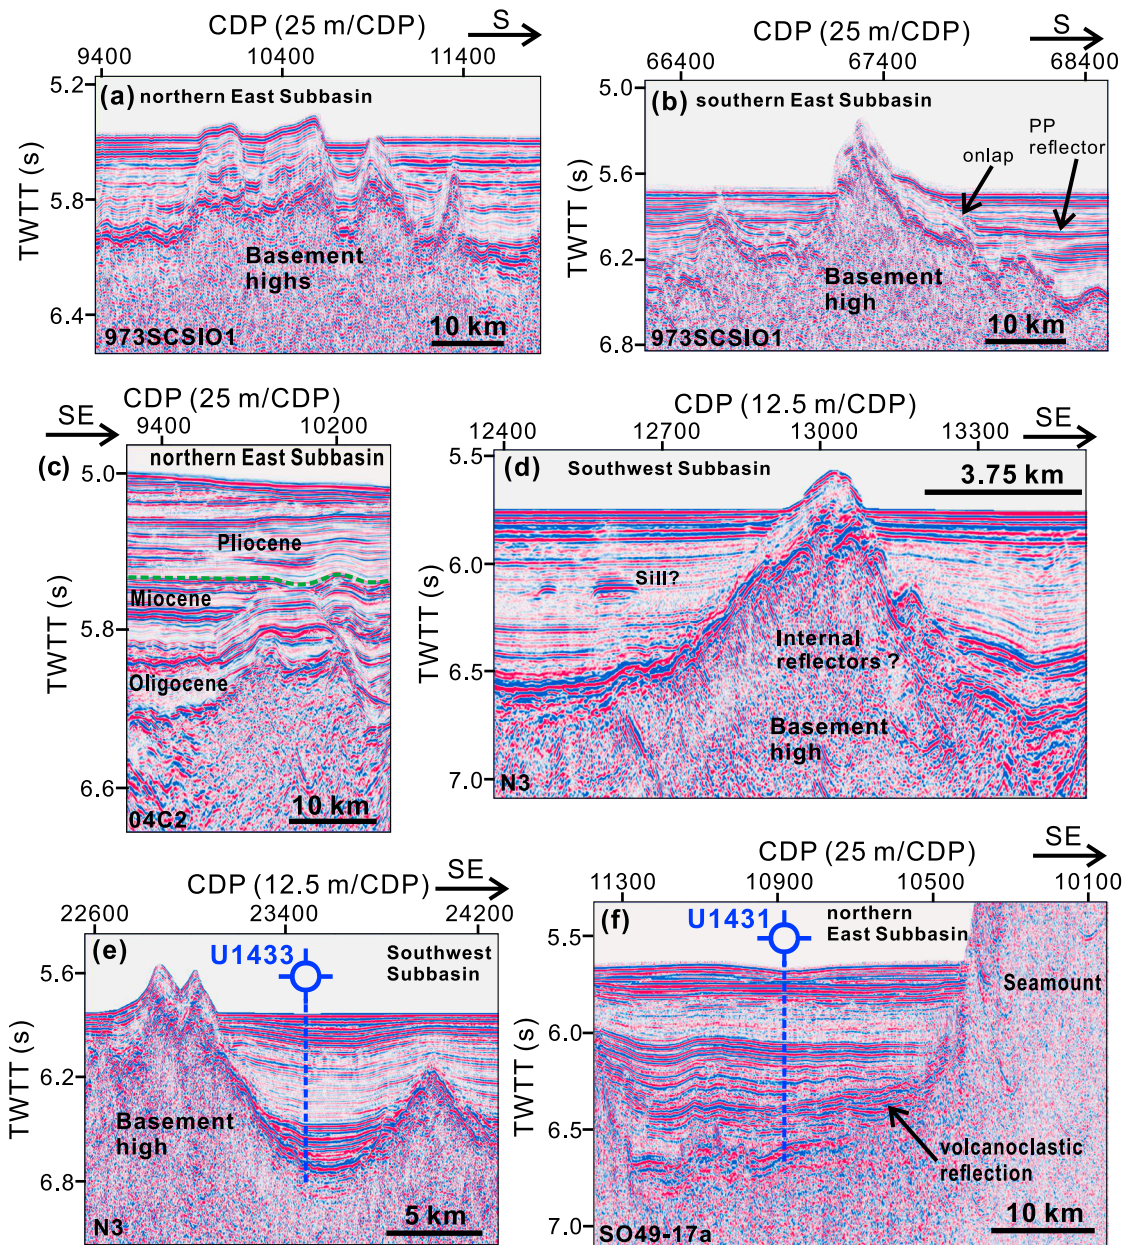 CDP (25 m/CDP)
S
9400 10400 11400
5.2
5.8
6.4
TWTT (s)
(a) northern East Subbasin
Basement
highs
973SCSIO1
10 km
CDP (25 m/CDP)
S
66400 67400 68400
5.0
5.6
6.2
6.8
TWTT (s)
(b) southern East Subbasin
PP
reflector
onlap
Basement
high
973SCSIO1
10 km
SE
CDP (25 m/CDP)
9400 10200
(c)
northern East Subbasin
5.0
5.8
6.6
TWTT (s)
Pliocene
Miocene
Oligocene
10 km
04C2
CDP (12.5 m/CDP)
12400 12700 13000 13300
SE
5.5
6.0
6.5
7.0
TWTT (s)
(d) Southwest Subbasin
3.75 km
Sill?
Internal
reflectors ?
Basement
high
N3
SE
CDP (12.5 m/CDP)
22600 23400 24200
5.6
6.2
6.8
TWTT (s)
(e)
U1433
Southwest
Subbasin
Basement
high
N3
5 km
SE
CDP (25 m/CDP)
11300 10900 10500 10100
5.5
6.0
6.5
7.0
TWTT (s)
(f)
U1431
northern
East Subbasin
Seamount
volcanoclastic
reflection
10 km
SO49-17a